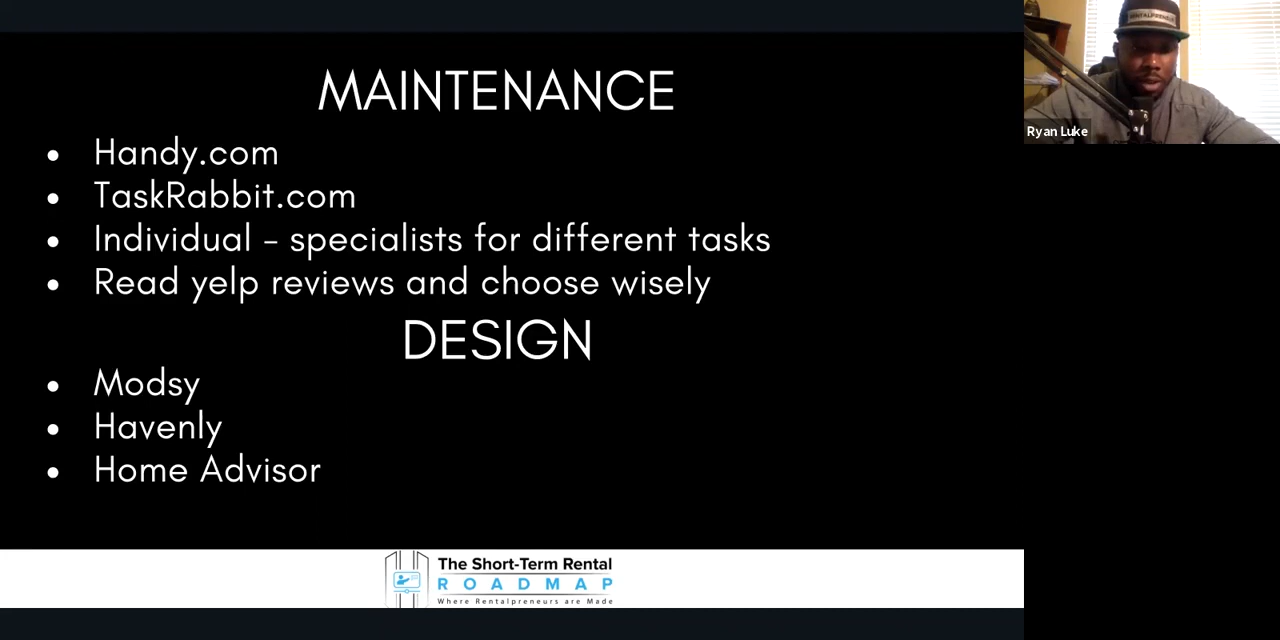 MAINTENANCE
Handy.com
TaskRabbit.com
Individual - specialists for different tasks
Read yelp reviews and choose wisely
DESIGN
Modsy
Havenly
Home Advisor
The Short-Term Rental
ROADMAP
Where Rentalpreneurs are Made
Ryan Luke